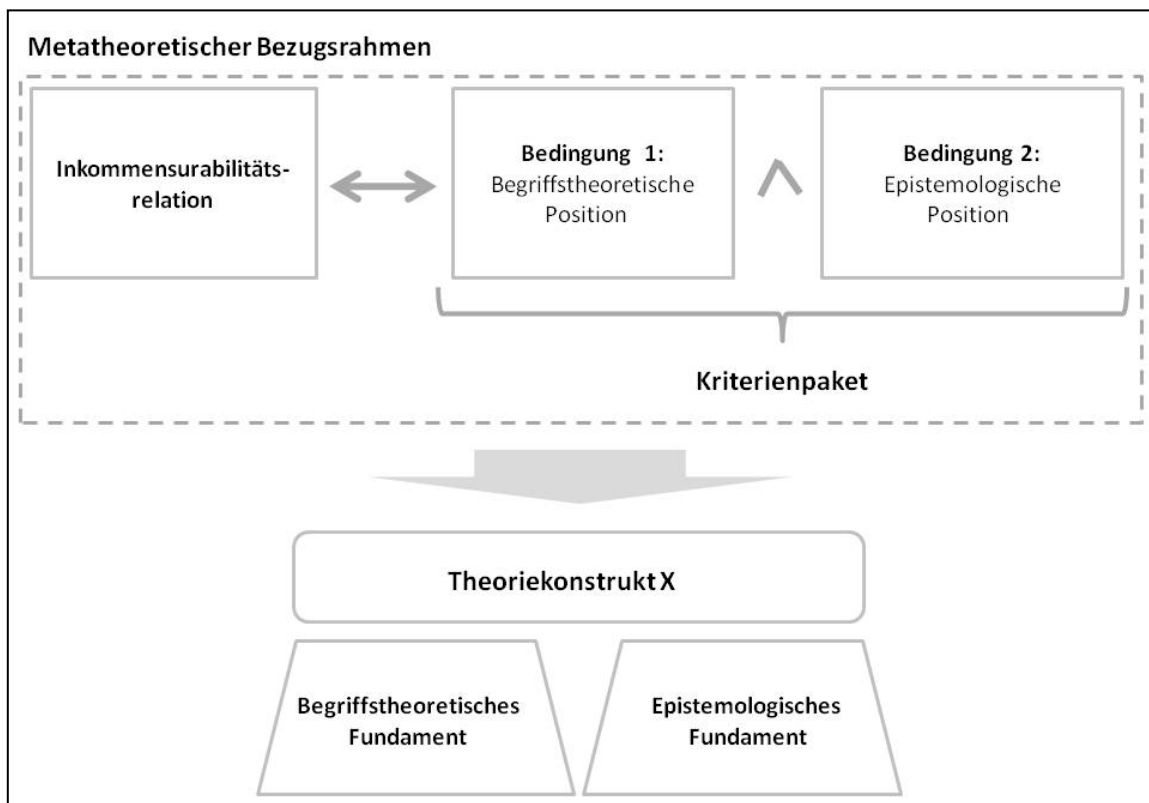 Metatheoretischer Bezugsrahmen
Inkommensurabilitäts-
relation
Bedingung 1:
Begriffstheoretische
Position
∧
Bedingung 2:
Epistemologische
Position
Kriterienpaket
Theoriekonstrukt X
Begriffstheoretisches
Fundament
Epistemologisches
Fundament